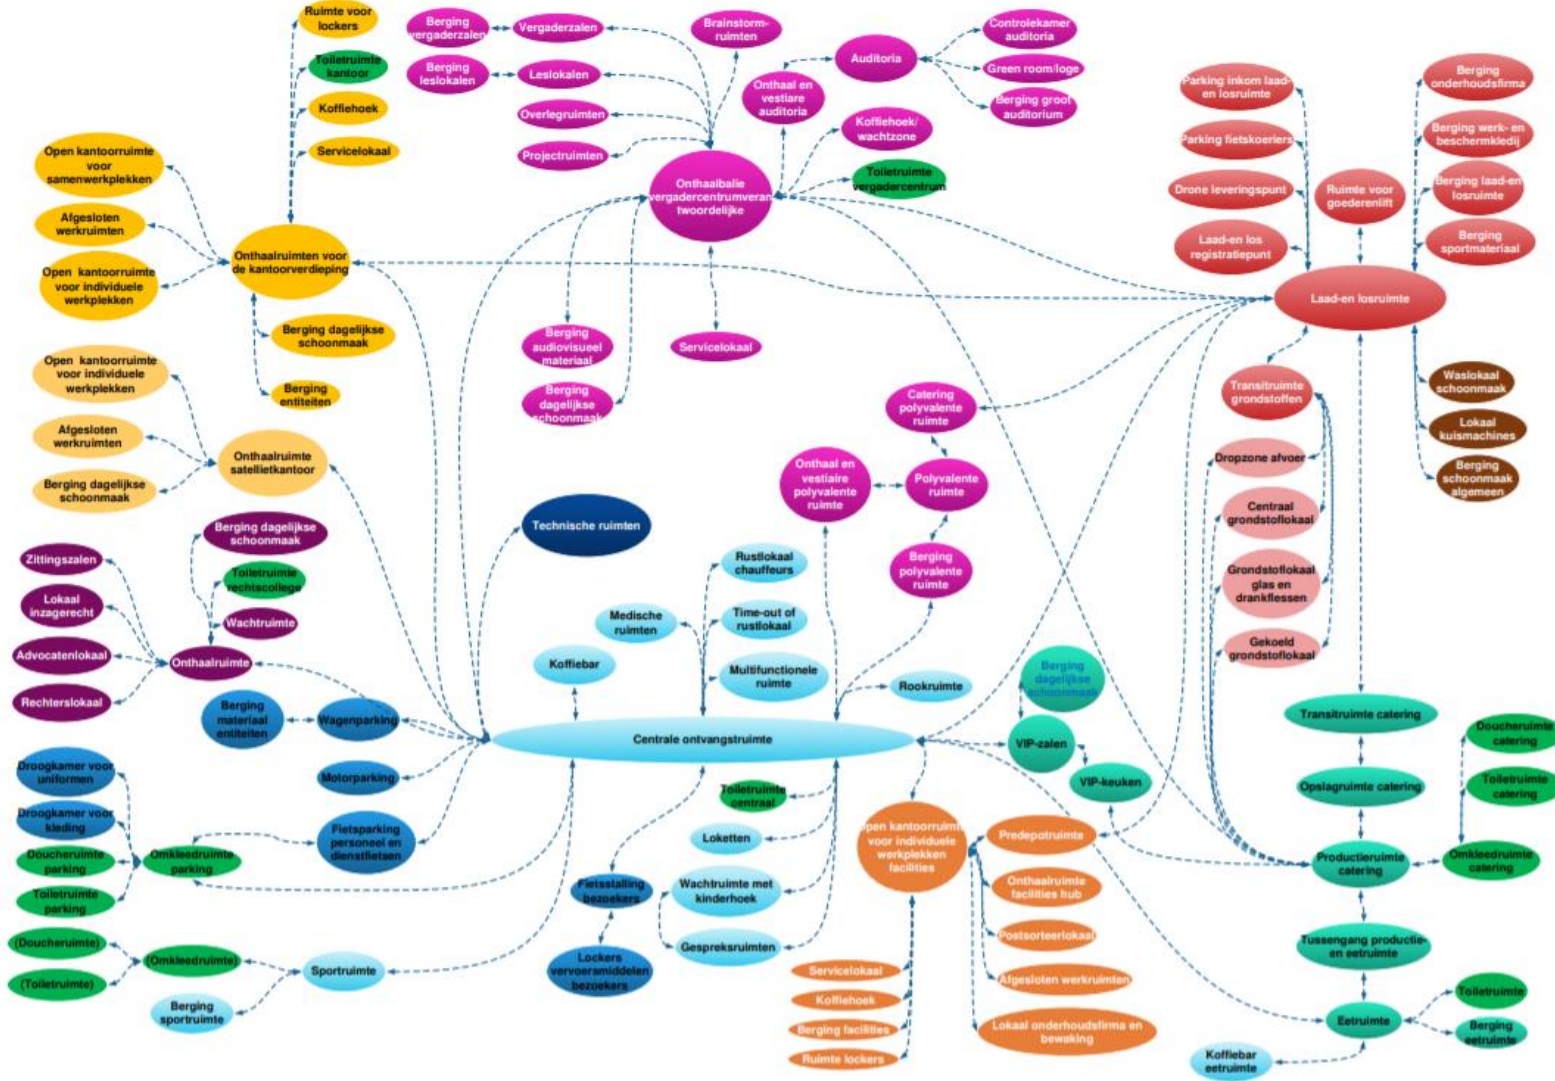 Ruimte voor
lockers
Toiletruimte
kantoor
Koffiehoek
Servicelokaal
Open kantoorruimte
voor
samenwerkplekken
Afgesloten
werkruimten
Open kantoorruimte
voor individuele
werkplekken
Onthaalruimten voor
de kantoorverdieping
Berging dagelijkse
schoonmaak
Berging
entiteiten
Open kantoorruimte
voor individuele
werkplekken
Afgesloten
werkruimten
Berging dagelijkse
schoonmaak
Onthaalruimte
satellietkantoor
Berging
vergaderzalen
Vergaderzalen
Berging
leslokalen
Leslokalen
Overlegruimten
Projectruimten
Brainstorm-
ruimten
Onthaal en
vestiare
auditoria
Auditoria
Controlekamer
auditoria
Green room/loge
Berging groot
auditorium
Koffiehoek/
wachtzone
Toiletruimte
vergadercentrum
Onthaalbalie
vergadercentumveran
twoordelijke
Berging
audiovisueel
materiaal
Berging
dagelijkse
schoonmaak
Servicelokaal
Catering
polyvalente
ruimte
Onthaal en
vestiaire
polyvalente
ruimte
Polyvalente
ruimte
Berging
polyvalente
ruimte
Parking inkom laad-
en losruimte
Parking fietskoeriers
Drone leveringspunt
Laad-en los
registratiepunt
Ruimte voor
goederenlift
Berging
onderhoudsfirma
Berging werk- en
beschermkledij
Berging laad-en
losruimte
Berging
sportmateriaal
Laad-en losruimte
Waslokaal
schoonmaak
Lokaal
kuismachines
Berging
schoonmaak
algemeen
Transitruimte
grondstoffen
Dropzone afvoer
Centraal
grondstoflokaal
Grondstoflokaal
glas en
drankflessen
Gekoeld
grondstoflokaal
Technische ruimten
Berging dagelijkse
schoonmaak
Zittingszalen
Toiletruimte
rechtscollege
Lokaal
inzagerecht
Wachtruimte
Advocatenlokaal
Onthaalruimte
Rechterslokaal
Berging
materiaal
entiteiten
Wagenparking
Motorparking
Fietsparking
personeel en
dienstfietsen
Droogkamer voor
uniformen
Droogkamer voor
kleding
Doucheruimte
parking
Toiletruimte
parking
Omkleedruimte
parking
(Doucheruimte)
(Toiletruimte)
(Omkleedruimte)
Sportruimte
Berging
sportruimte
Koffiebar
Medische
ruimten
Rustlokaal
chauffeurs
Time-out of
rustlokaal
Multifunctionele
ruimte
Rookruimte
Centrale ontvangstruimte
Toiletruimte
centraal
Loketten
Wachtruimte met
kinderhoek
Gespreksruimten
Fietsstalling
bezoekers
Lockers
vervoersmiddelen
bezoekers
Berging
dagelijkse
schoonmaak
VIP-zalen
VIP-keuken
Open kantoorruimte
voor individuele
werkplekken
facilities
Predepotruimte
Onthaalruimte
facilities hub
Postsorteerlokaal
Afgesloten werkruimten
Lokaal onderhoudsfirma en
bewaking
Servicelokaal
Koffiehoek
Berging facilities
Ruimte lockers
Transitruimte catering
Opslagruimte catering
Productieruimte
catering
Doucheruimte
catering
Toiletruimte
catering
Omkleedruimte
catering
Tussengang productie-
en eetruimte
Eetruimte
Toiletruimte
Berging
eetruimte
Koffiebar
eetruimte